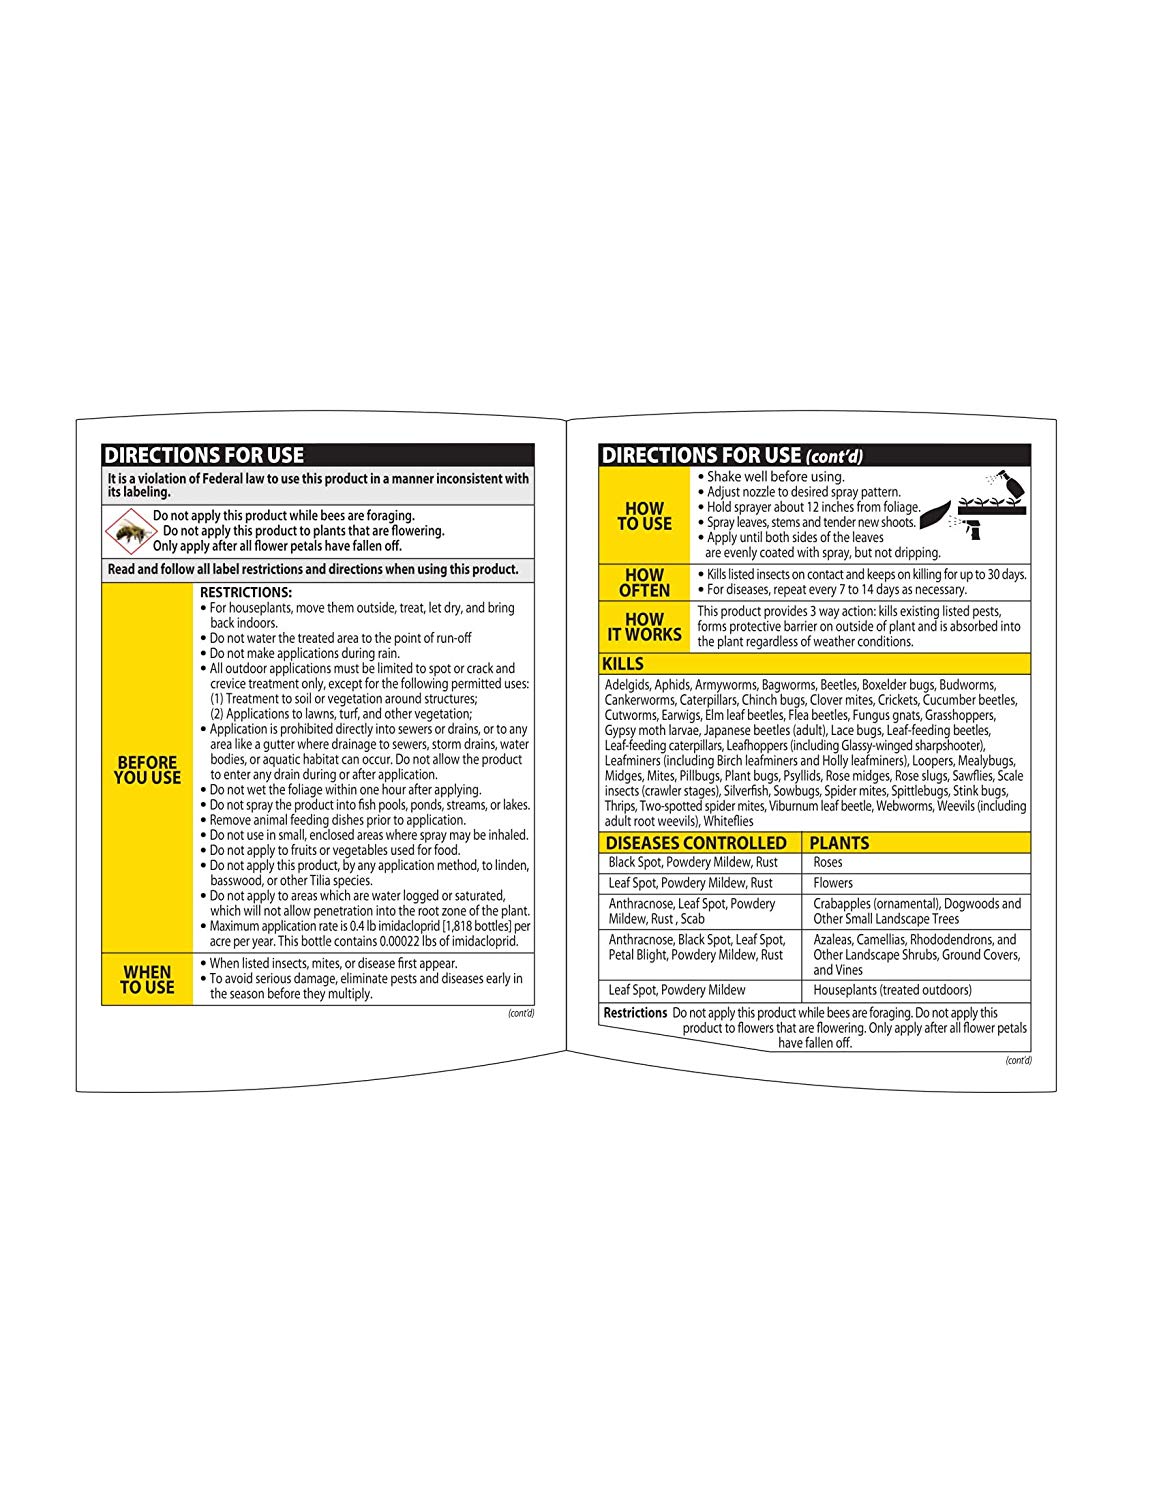 DIRECTIONS FOR USE
It is a violation of Federal law to use this product in a manner inconsistent with
its labeling.
Do not apply this product while bees are foraging.
Do not apply this product to plants that are flowering.
Only apply after all flower petals have fallen off.
Read and follow all label restrictions and directions when using this product.
BEFORE
YOU USE
RESTRICTIONS:
• For houseplants, move them outside, treat, let dry, and bring
back indoors.
• Do not water the treated area to the point of run-off
• Do not make applications during rain.
• All outdoor applications must be limited to spot or crack and
crevice treatment only, except for the following permitted uses:
(1) Treatment to soil or vegetation around structures;
(2) Applications to lawns, turf, and other vegetation;
• Application is prohibited directly into sewers or drains, or to any
area like a gutter where drainage to sewers, storm drains, water
bodies, or aquatic habitat can occur. Do not allow the product
to enter any drain during or after application.
• Do not wet the foliage within one hour after applying.
• Do not spray the product into fish pools, ponds, streams, or lakes.
• Remove animal feeding dishes prior to application.
• Do not use in small, enclosed areas where spray may be inhaled.
• Do not apply to fruits or vegetables used for food.
• Do not apply this product, by any application method, to linden,
basswood, or other Tilia species.
• Do not apply to areas which are water logged or saturated,
which will not allow penetration into the root zone of the plant.
• Maximum application rate is 0.4 lb imidacloprid [1,818 bottles] per
acre per year. This bottle contains 0.00022 lbs of imidacloprid.
WHEN
TO USE
• When listed insects, mites, or disease first appear.
• To avoid serious damage, eliminate pests and diseases early in
the season before they multiply.
(cont'd)
DIRECTIONS FOR USE (cont'd)
HOW
TO USE
• Shake well before using.
• Adjust nozzle to desired spray pattern.
• Hold sprayer about 12 inches from foliage.
• Spray leaves, stems and tender new shoots.
• Apply until both sides of the leaves
are evenly coated with spray, but not dripping.
HOW
OFTEN
• Kills listed insects on contact and keeps on killing for up to 30 days.
• For diseases, repeat every 7 to 14 days as necessary.
HOW
IT WORKS
This product provides 3 way action: kills existing listed pests,
forms protective barrier on outside of plant and is absorbed into
the plant regardless of weather conditions.
KILLS
Adelgids, Aphids, Armyworms, Bagworms, Beetles, Boxelder bugs, Budworms,
Cankerworms, Caterpillars, Chinch bugs, Clover mites, Crickets, Cucumber beetles,
Cutworms, Earwigs, Elm leaf beetles, Flea beetles, Fungus gnats, Grasshoppers,
Gypsy moth larvae, Japanese beetles (adult), Lace bugs, Leaf-feeding beetles,
Leaf-feeding caterpillars, Leafhoppers (including Glassy-winged sharpshooter),
Leafminers (including Birch leafminers and Holly leafminers), Loopers, Mealybugs,
Midges, Mites, Pillbugs, Plant bugs, Psyllids, Rose midges, Rose slugs, Sawflies, Scale
insects (crawler stages), Silverfish, Sowbugs, Spider mites, Spittlebugs, Stink bugs,
Thrips, Two-spotted spider mites, Viburnum leaf beetle, Webworms, Weevils (including
adult root weevils), Whiteflies
DISEASES CONTROLLED PLANTS
Black Spot, Powdery Mildew, Rust Roses
Leaf Spot, Powdery Mildew, Rust Flowers
Anthracnose, Leaf Spot, Powdery Crabapples (ornamental), Dogwoods and
Mildew, Rust , Scab Other Small Landscape Trees
Anthracnose, Black Spot, Leaf Spot, Azaleas, Camellias, Rhododendrons, and
Petal Blight, Powdery Mildew, Rust Other Landscape Shrubs, Ground Covers,
and Vines
Leaf Spot, Powdery Mildew Houseplants (treated outdoors)
Restrictions Do not apply this product while bees are foraging. Do not apply this
product to flowers that are flowering. Only apply after all flower petals
have fallen off.
(cont'd)